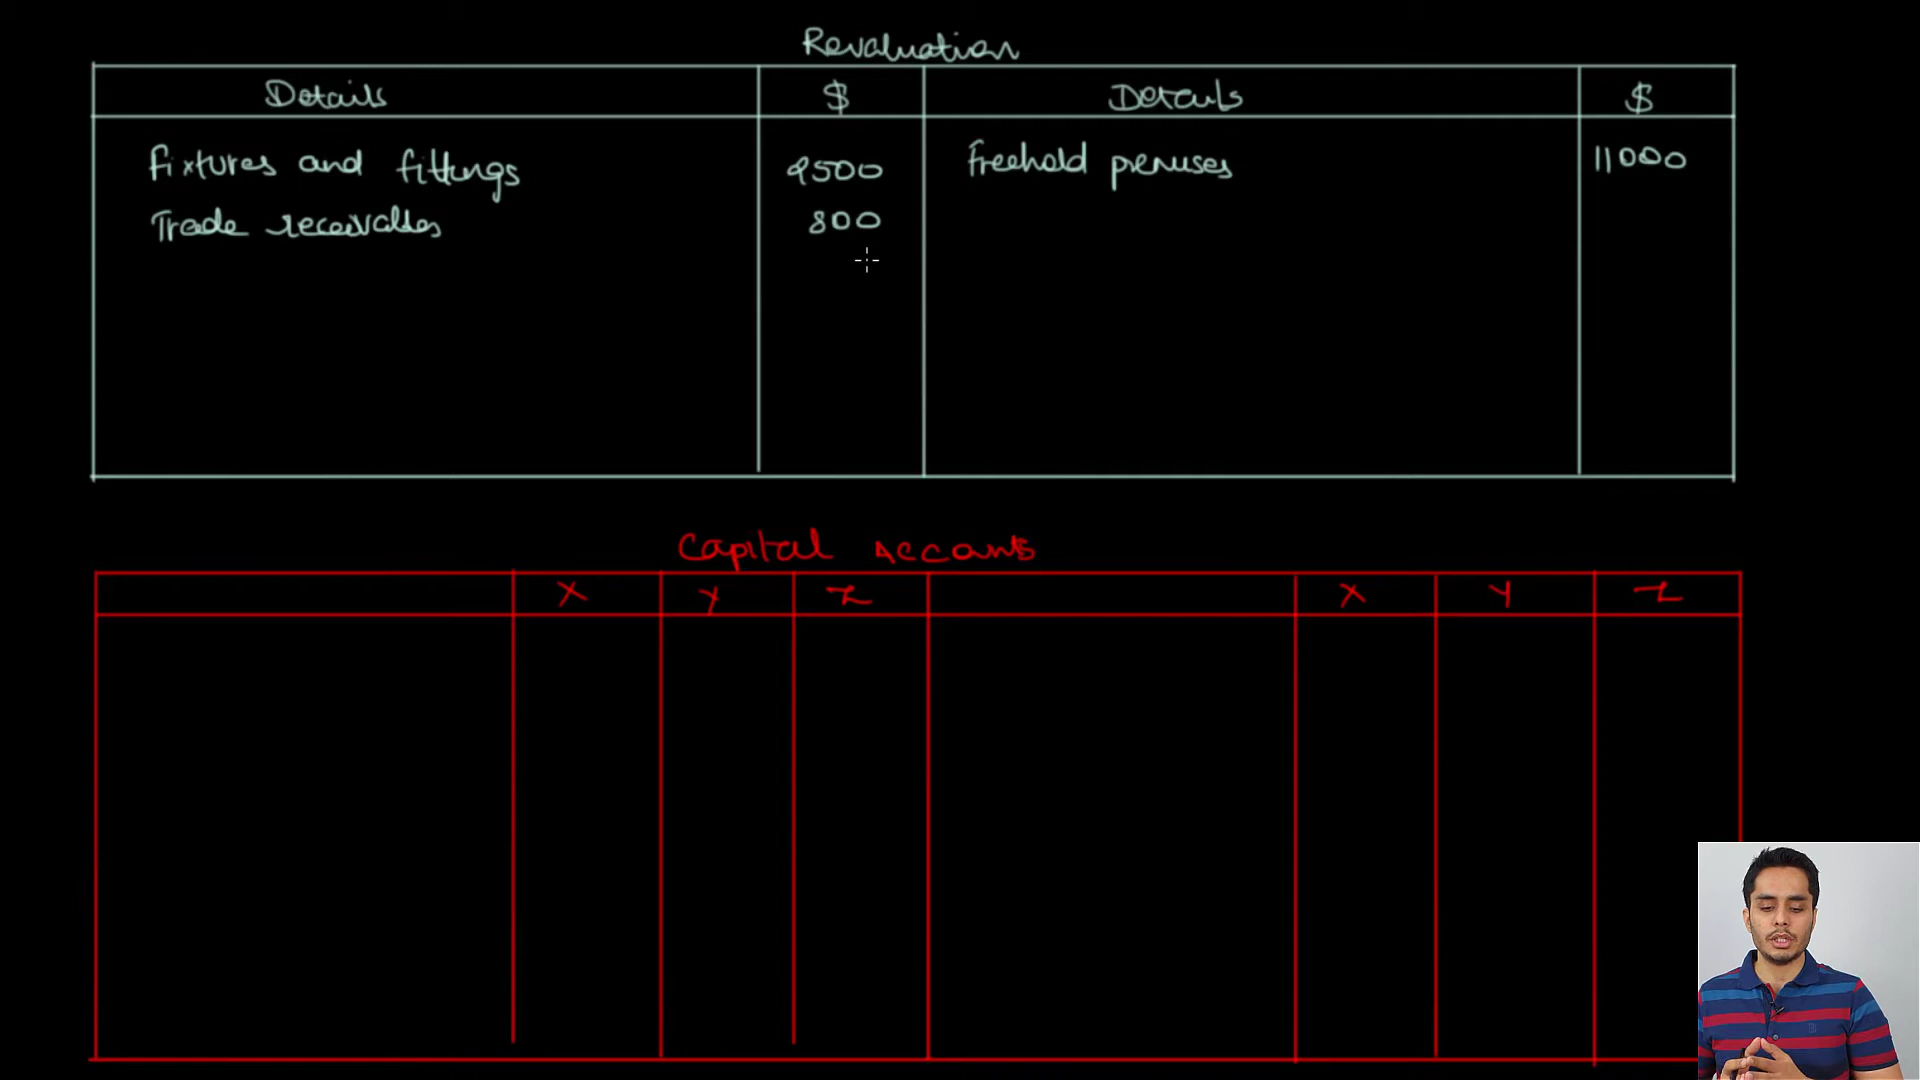 Revaluation
Details $ Details $
Fixtures and fittings 9500 Freehold premises 11000
Trade receivables 800
Capital Accounts
X Y Z X Y Z